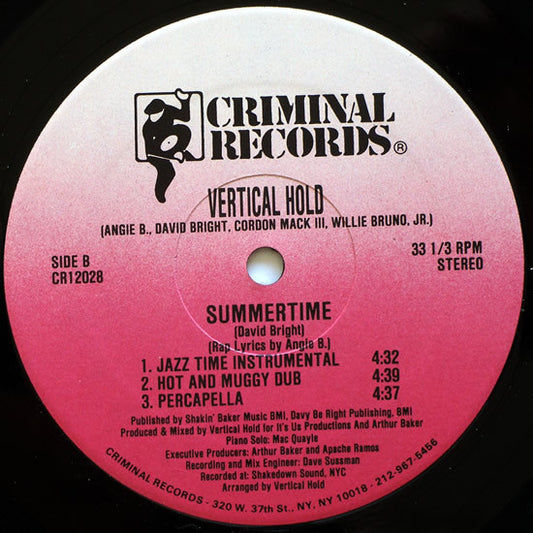 CRIMINAL
RECORDS®
VERTICAL HOLD
(ANGIE B., DAVID BRIGHT, CORDON MACK III, WILLIE BRUNO, JR.)
SIDE B
CR12028
33 1/3 RPM
STEREO
SUMMERTIME
(David Bright)
(Rap Lyrics by Angie B.)
1. JAZZ TIME INSTRUMENTAL 4:32
2. HOT AND MUGGY DUB 4:39
3. PERCAPELLA 4:37
Published by Shakin' Baker Music BMI, Davy Be Right Publishing, BMI
Produced & Mixed by Vertical Hold for It's Us Productions And Arthur Baker
Piano Solo: Mac Quayle
Executive Producers: Arthur Baker and Apache Ramos
Recording and Mix Engineer: Dave Sussman
Recorded at: Shakedown Sound, NYC
Arranged by Vertical Hold
CRIMINAL RECORDS - 320 W. 37th St., NY, NY 10018 - 212-967-5456